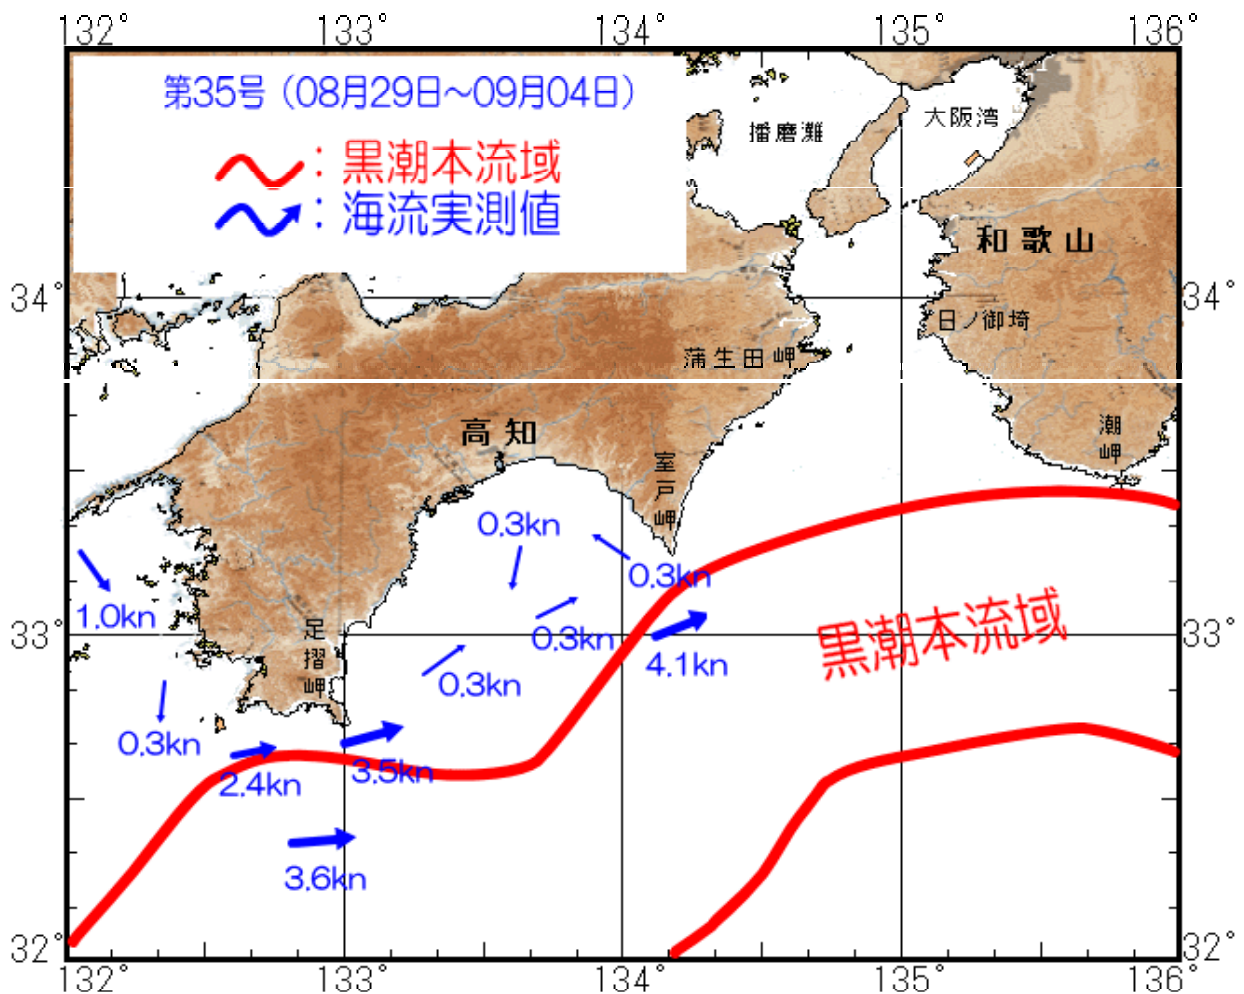 132° 133° 134° 135° 136°
第35号（08月29日～09月04日）
：黒潮本流域
：海流実測値
播磨灘
大阪湾
和歌山
34° 34°
日ノ御埼
蒲生田岬
高知
潮岬
室戸岬
0.3kn
0.3kn
1.0kn
0.3kn
足摺岬
33° 33°
黒潮本流域
4.1kn
0.3kn
0.3kn
2.4kn
3.5kn
3.6kn
32° 32°
132° 133° 134° 135° 136°